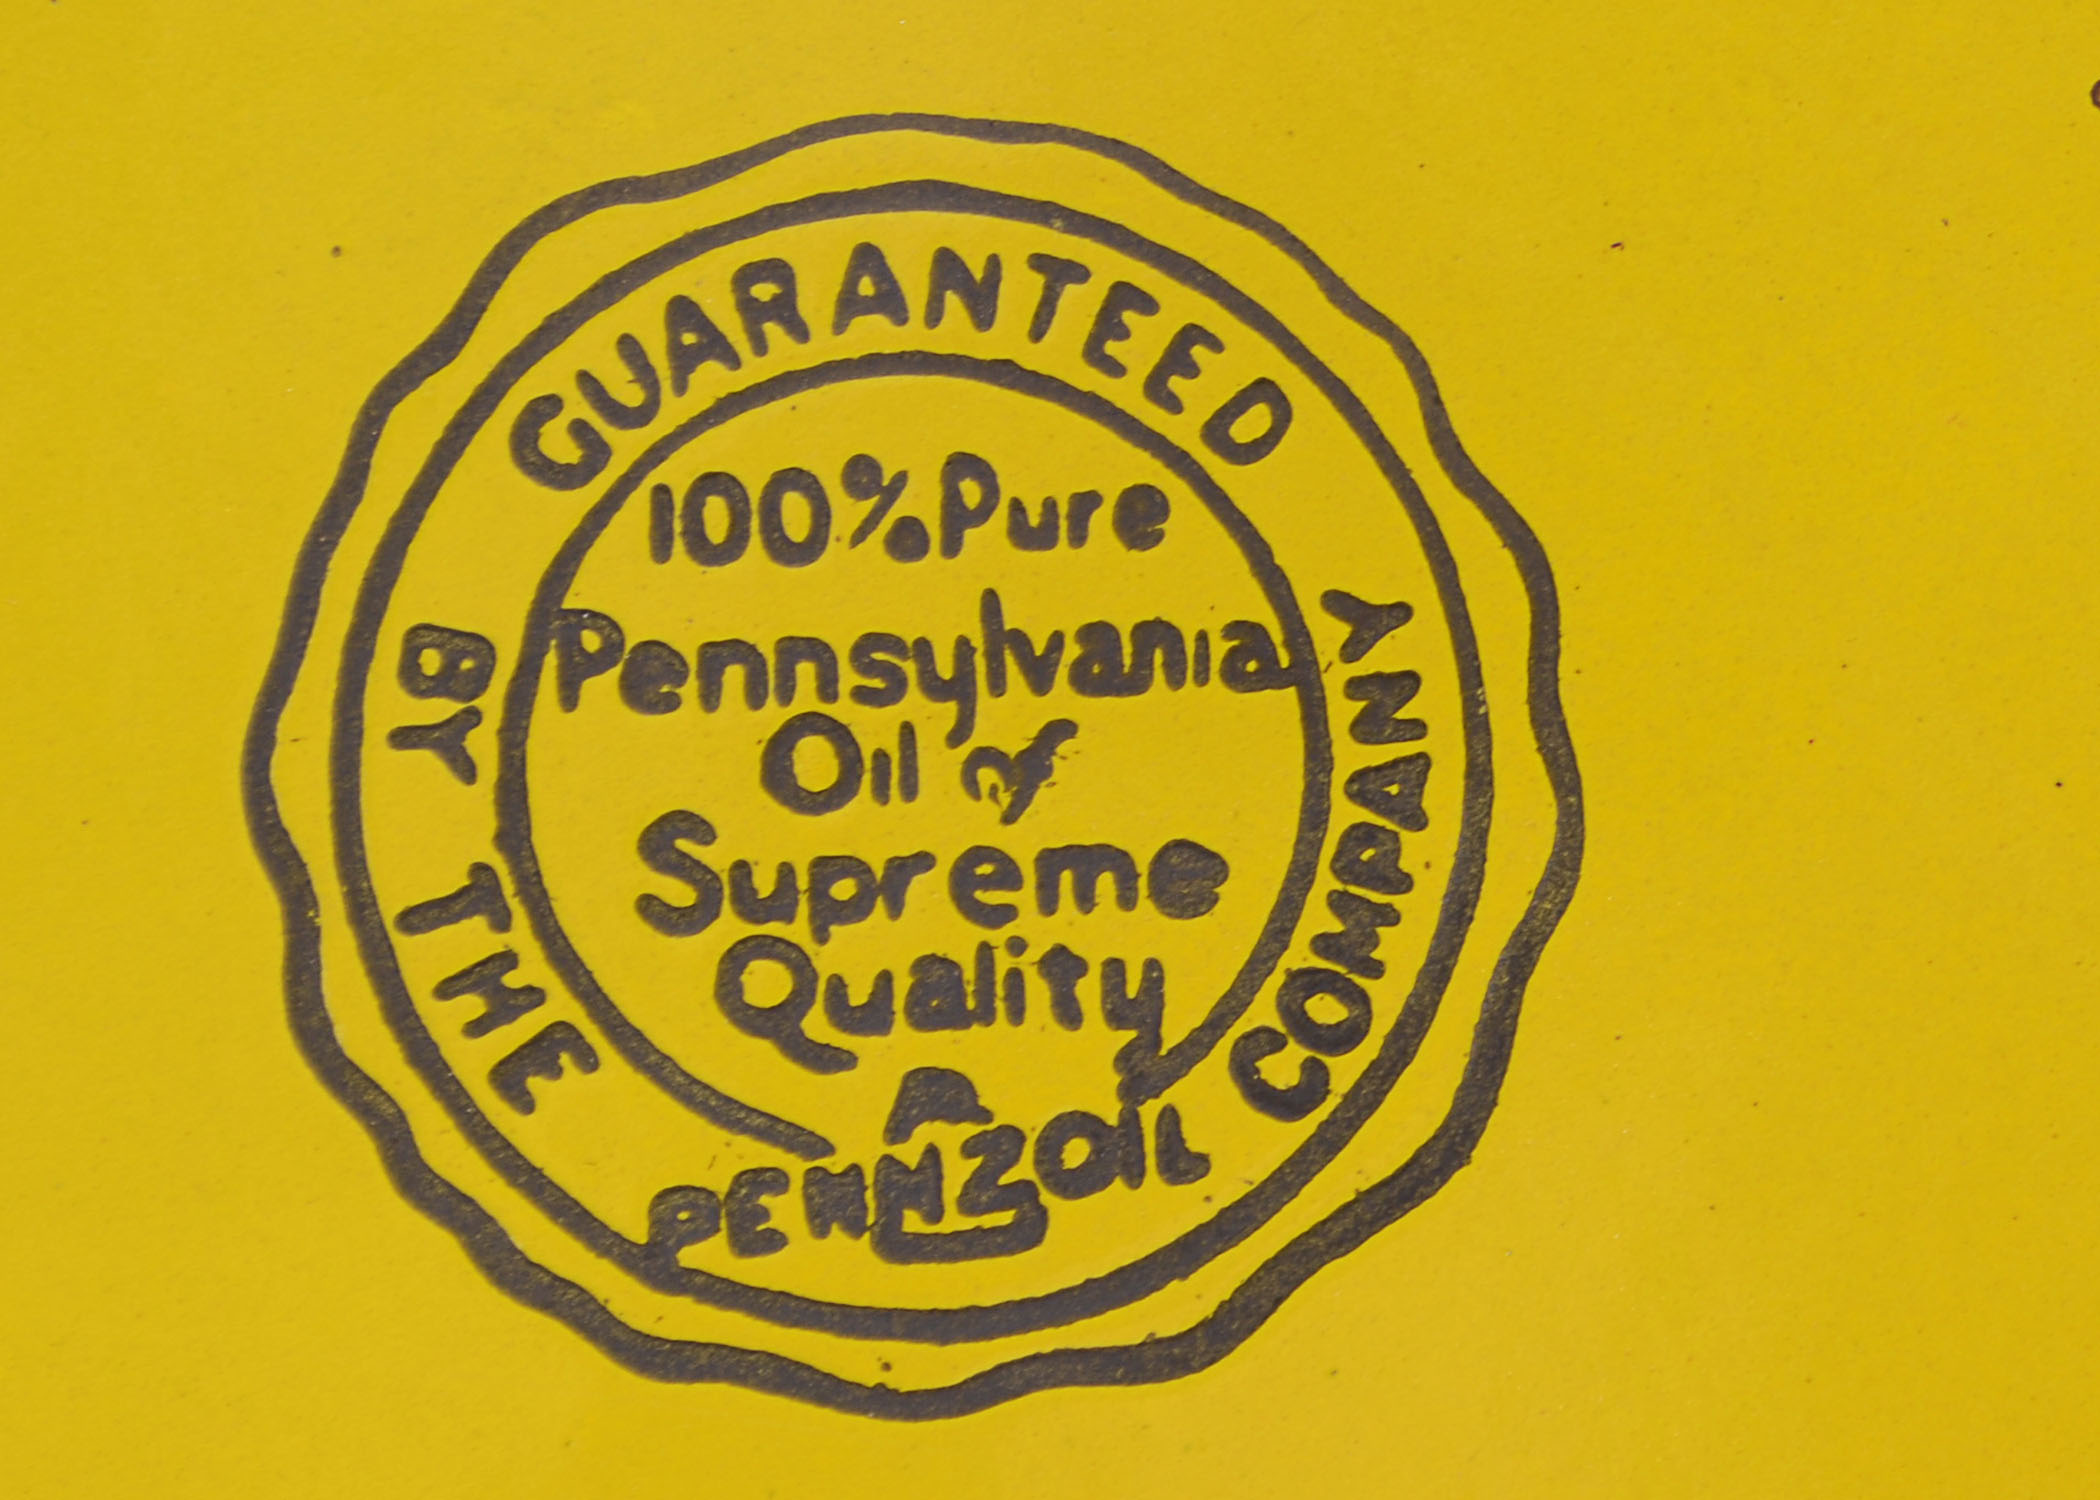 GUARANTEED
100% Pure
Pennsylvania
Oil of
Supreme
Quality
BY THE
PENNZOIL
COMPANY